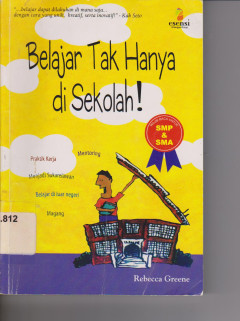 "... belajar dapat dilakukan di mana saja...
dengan cara yang unik, kreatif, serta inovatif!" - Kak Seto
esensi
Belajar Tak Hanya
di Sekolah!
SMP
&
SMA
Mentoring
Praktik Kerja
Menjadi Sukarelawan
Belajar di luar negeri
Magang
.812
Rebecca Greene